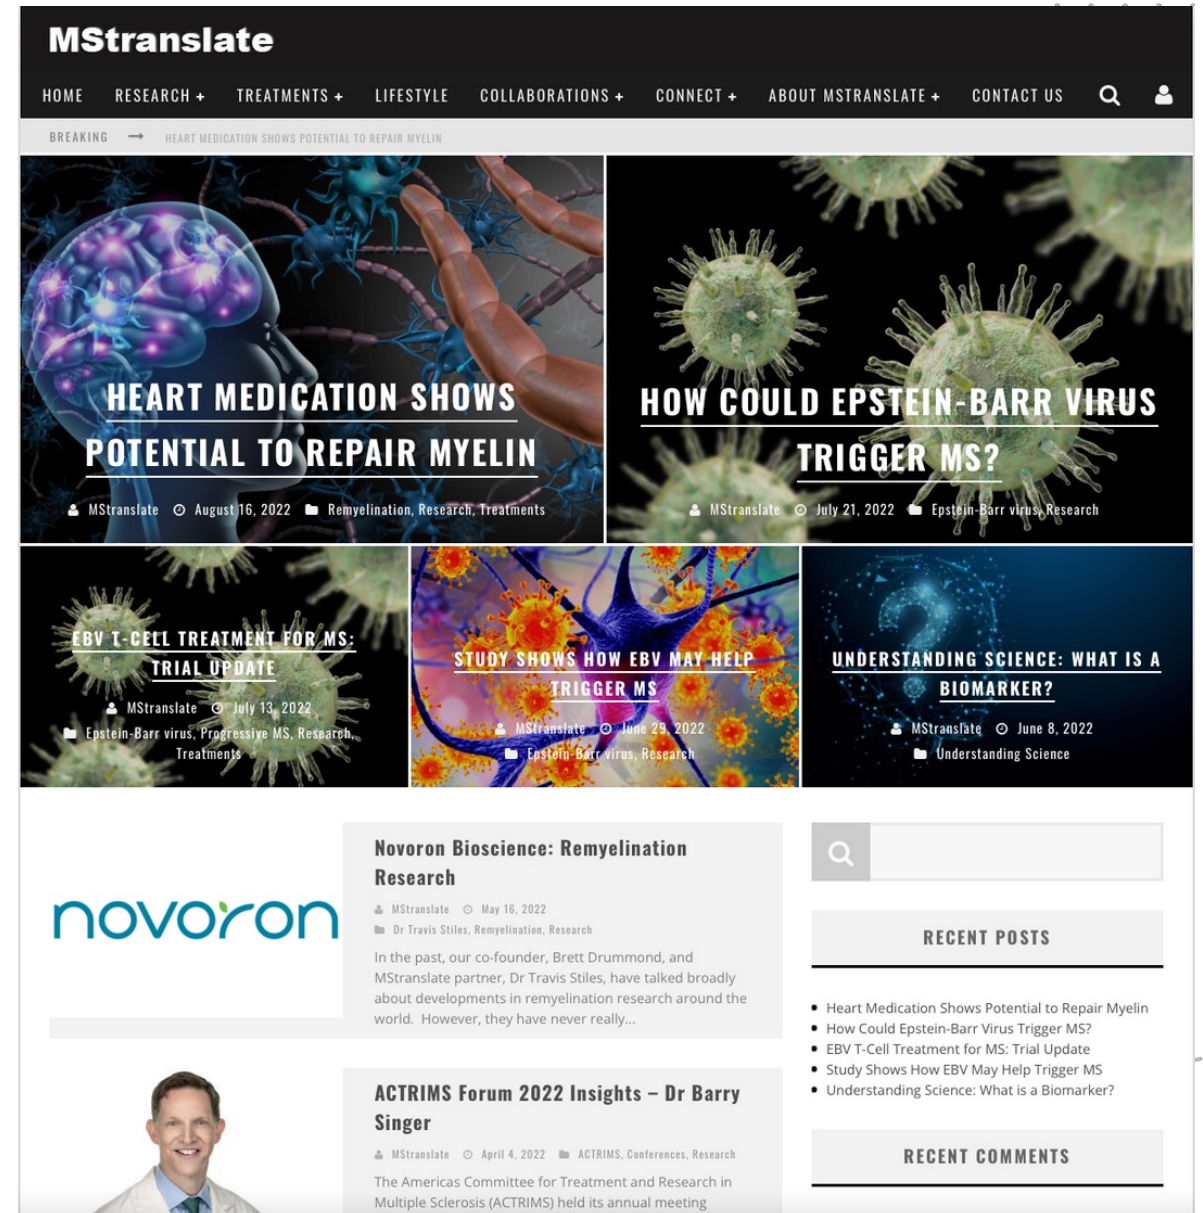 MStranslate
HOME RESEARCH + TREATMENTS + LIFESTYLE COLLABORATIONS + CONNECT + ABOUT MSTRANSLATE + CONTACT US
BREAKING → HEART MEDICATION SHOWS POTENTIAL TO REPAIR MYELIN
HEART MEDICATION SHOWS
POTENTIAL TO REPAIR MYELIN
MStranslate August 16, 2022 Remyelination, Research, Treatments
HOW COULD EPSTEIN-BARR VIRUS
TRIGGER MS?
MStranslate July 21, 2022 Epstein-Barr virus, Research
EBV T-CELL TREATMENT FOR MS:
TRIAL UPDATE
MStranslate July 13, 2022
Epstein-Barr virus, Progressive MS, Research,
Treatments
STUDY SHOWS HOW EBV MAY HELP
TRIGGER MS
MStranslate June 29, 2022
Epstein-Barr virus, Research
UNDERSTANDING SCIENCE: WHAT IS A
BIOMARKER?
MStranslate June 8, 2022
Understanding Science
novoron
Novoron Bioscience: Remyelination
Research
MStranslate May 16, 2022
Dr Travis Stiles, Remyelination, Research
In the past, our co-founder, Brett Drummond, and
MStranslate partner, Dr Travis Stiles, have talked broadly
about developments in remyelination research around the
world. However, they have never really...
ACTRIMS Forum 2022 Insights – Dr Barry
Singer
MStranslate April 4, 2022 ACTRIMS, Conferences, Research
The Americas Committee for Treatment and Research in
Multiple Sclerosis (ACTRIMS) held its annual meeting
RECENT POSTS
Heart Medication Shows Potential to Repair Myelin
How Could Epstein-Barr Virus Trigger MS?
EBV T-Cell Treatment for MS: Trial Update
Study Shows How EBV May Help Trigger MS
Understanding Science: What is a Biomarker?
RECENT COMMENTS